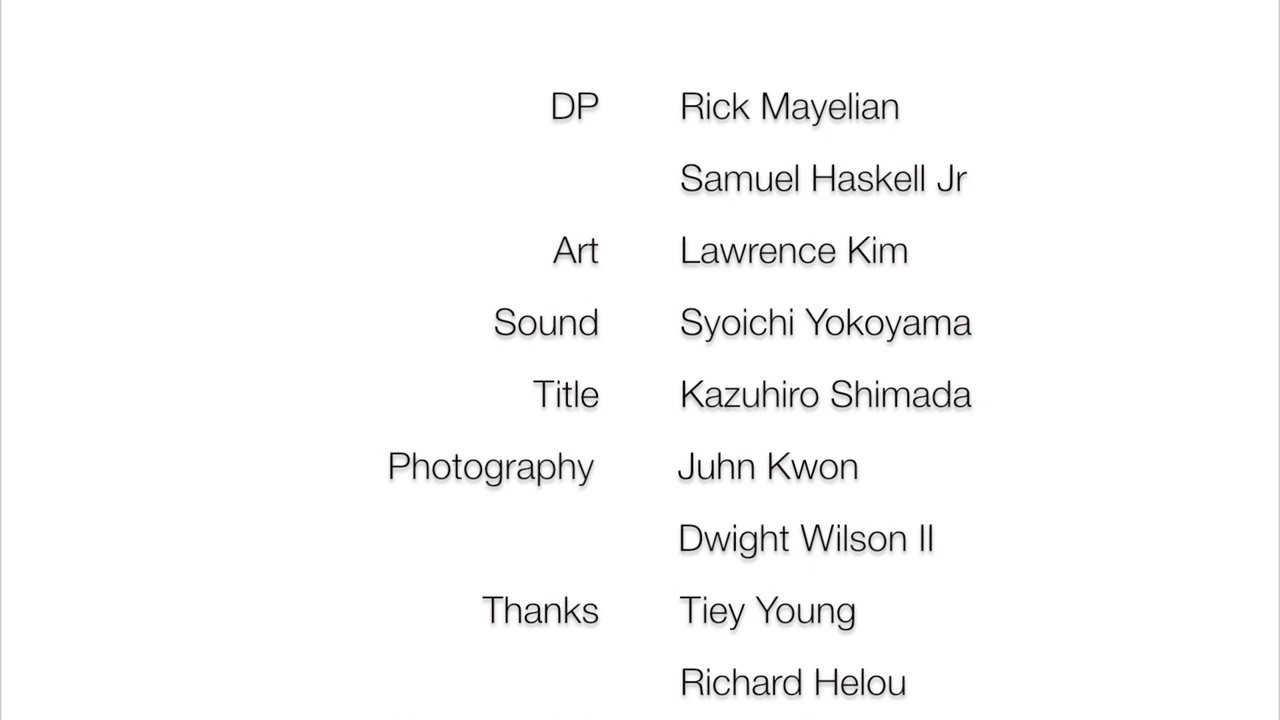 DP Rick Mayelian
Samuel Haskell Jr
Art Lawrence Kim
Sound Syoichi Yokoyama
Title Kazuhiro Shimada
Photography Juhn Kwon
Dwight Wilson II
Thanks Tiey Young
Richard Helou